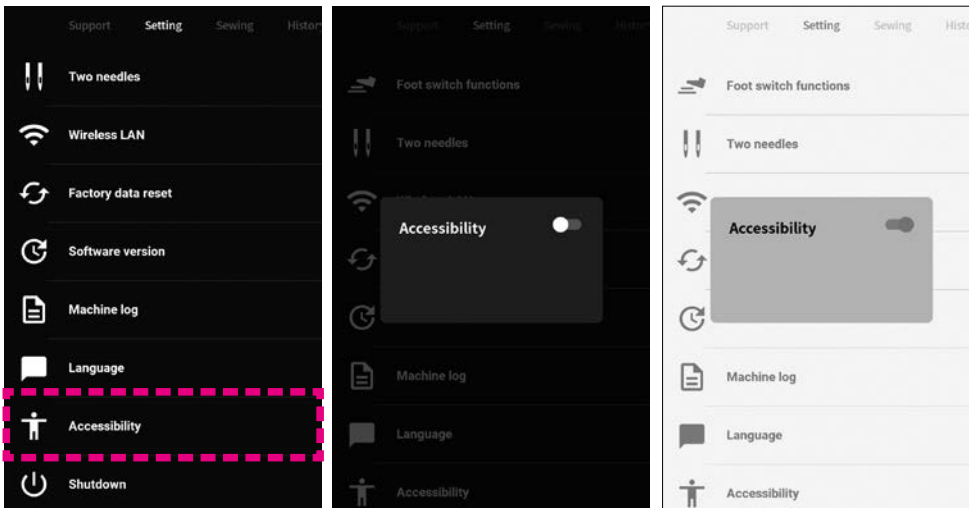 Support Setting Sewing History
Two needles
Wireless LAN
Factory data reset
Software version
Machine log
Language
Accessibility
Shutdown
Support Setting Sewing
Foot switch functions
Two needles
Accessibility
Machine log
Language
Accessibility
Support Setting Sewing Histo
Foot switch functions
Two needles
Accessibility
Machine log
Language
Accessibility